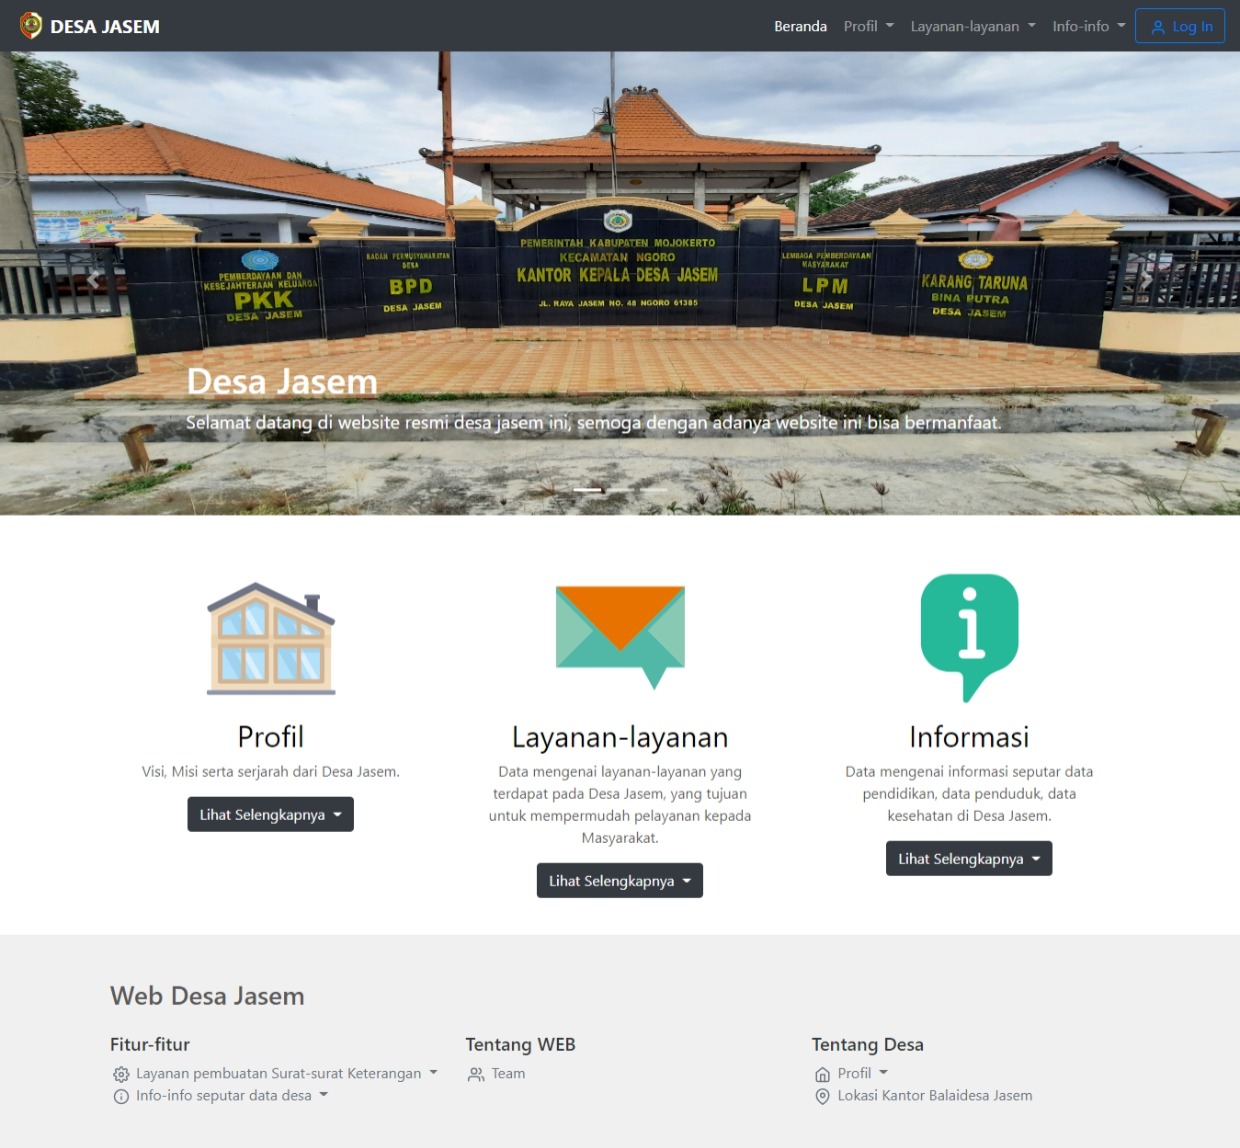 DESA JASEM
Beranda
Profil
Layanan-layanan
Info-info
Log In
PEMBERDAYAAN DAN
KESEJAHTERAAN KELUARGA
PKK
DESA JASEM
BADAN PERMUSYAWARATAN
DESA
BPD
DESA JASEM
PEMERINTAH KABUPATEN MOJOKERTO
KECAMATAN NGORO
KANTOR KEPALA DESA JASEM
JL. RAYA JASEM NO. 48 NGORO 61385
LEMBAGA PEMBERDAYAAN
MASYARAKAT
LPM
DESA JASEM
KARANG TARUNA
BINA PUTRA
DESA JASEM
Desa Jasem
Selamat datang di website resmi desa jasem ini, semoga dengan adanya website ini bisa bermanfaat.
Profil
Visi, Misi serta serjarah dari Desa Jasem.
Lihat Selengkapnya
Layanan-layanan
Data mengenai layanan-layanan yang
terdapat pada Desa Jasem, yang tujuan
untuk mempermudah pelayanan kepada
Masyarakat.
Lihat Selengkapnya
Informasi
Data mengenai informasi seputar data
pendidikan, data penduduk, data
kesehatan di Desa Jasem.
Lihat Selengkapnya
Web Desa Jasem
Fitur-fitur
Layanan pembuatan Surat-surat Keterangan
Info-info seputar data desa
Tentang WEB
Team
Tentang Desa
Profil
Lokasi Kantor Balaidesa Jasem